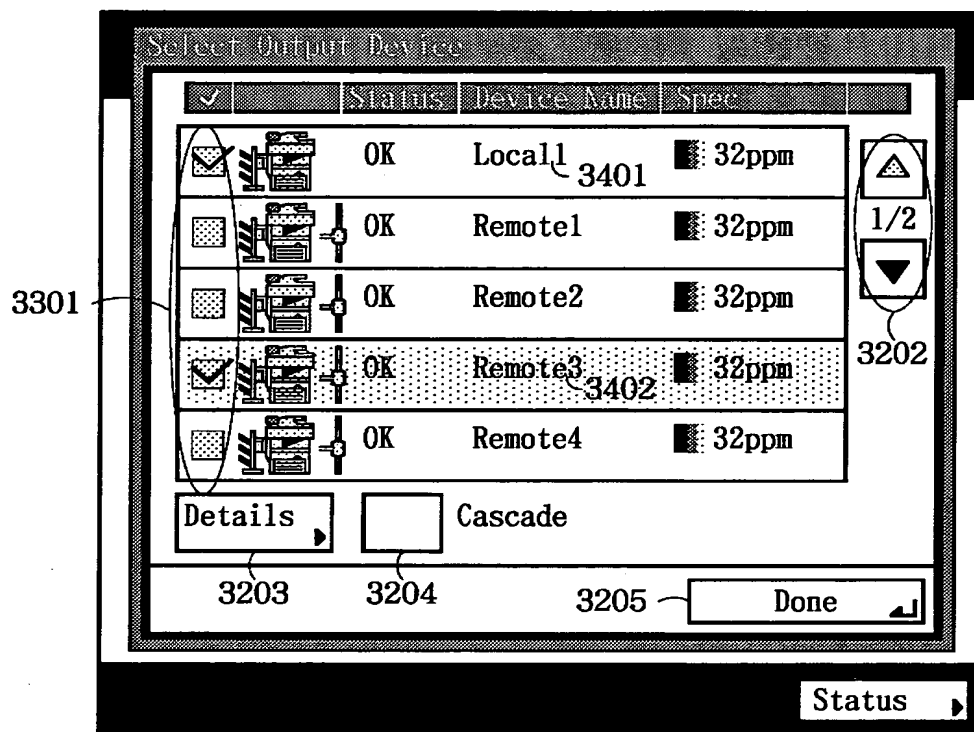 Select Output Device
Status Device Name Spec
OK Local1 32ppm
3401
OK Remote1 32ppm
1/2
3301
OK Remote2 32ppm
3202
OK Remote3 32ppm
3402
OK Remote4 32ppm
Details Cascade
3203 3204 3205 Done
Status